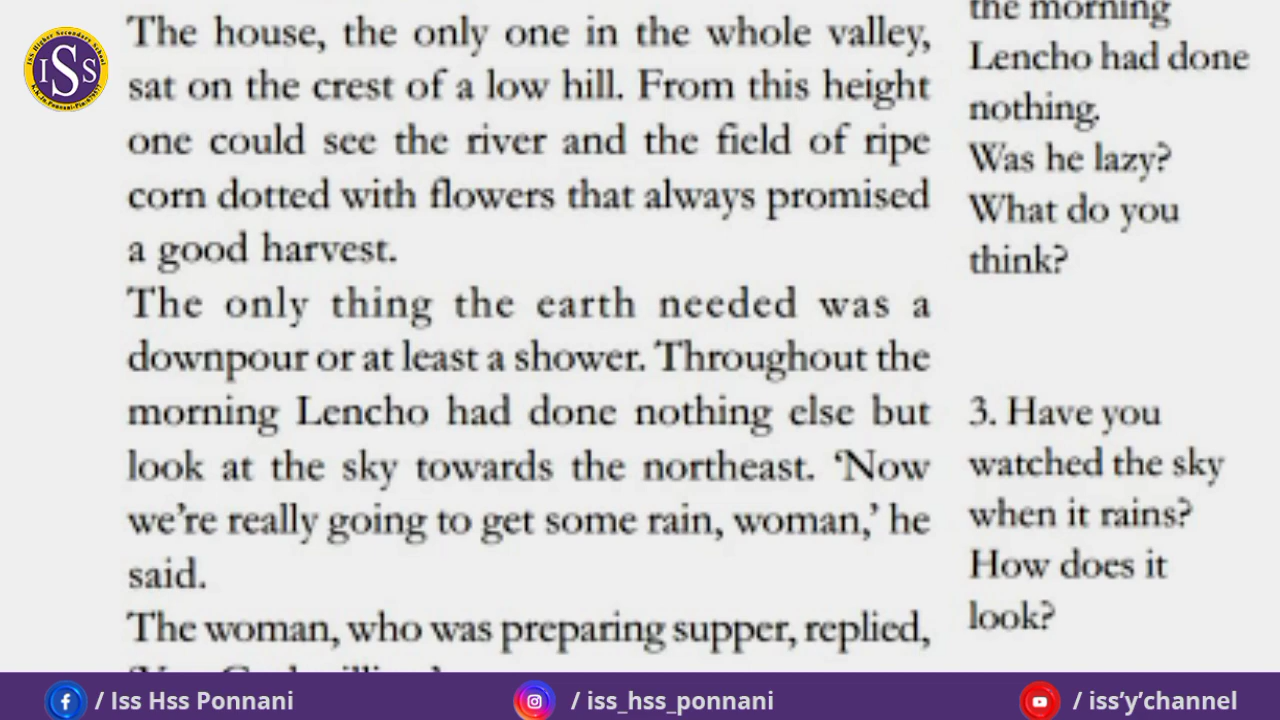 The house, the only one in the whole valley,
sat on the crest of a low hill. From this height
one could see the river and the field of ripe
corn dotted with flowers that always promised
a good harvest.
The only thing the earth needed was a
downpour or at least a shower. Throughout the
morning Lencho had done nothing else but
look at the sky towards the northeast. ‘Now
we’re really going to get some rain, woman,’ he
said.
The woman, who was preparing supper, replied,
the morning
Lencho had done
nothing.
Was he lazy?
What do you
think?
3. Have you
watched the sky
when it rains?
How does it
look?
ISS
/ Iss Hss Ponnani
/ iss_hss_ponnani
/ iss’y’channel